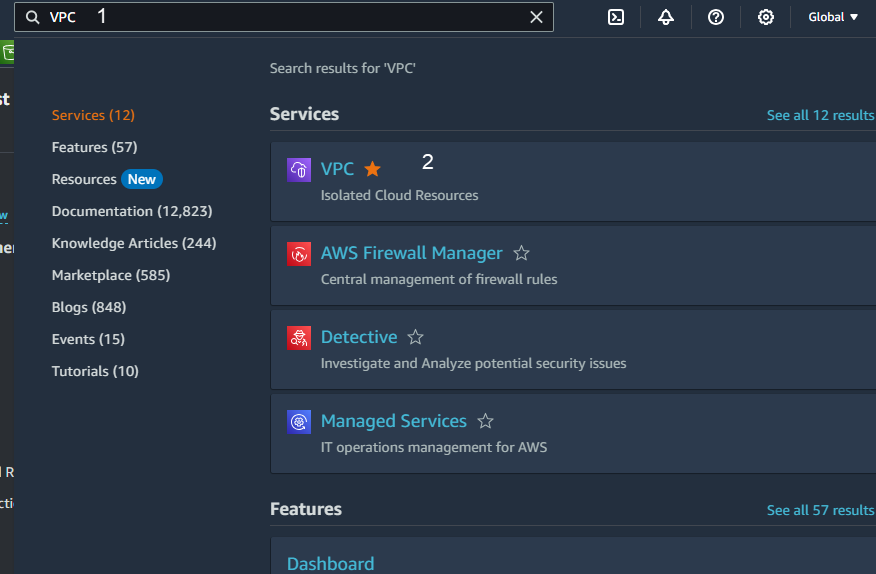 VPC 1
Global
Search results for 'VPC'
Services (12)
Features (57)
Resources New
Documentation (12,823)
Knowledge Articles (244)
Marketplace (585)
Blogs (848)
Events (15)
Tutorials (10)
Services
See all 12 results
VPC 2
Isolated Cloud Resources
AWS Firewall Manager
Central management of firewall rules
Detective
Investigate and Analyze potential security issues
Managed Services
IT operations management for AWS
Features
See all 57 results
Dashboard